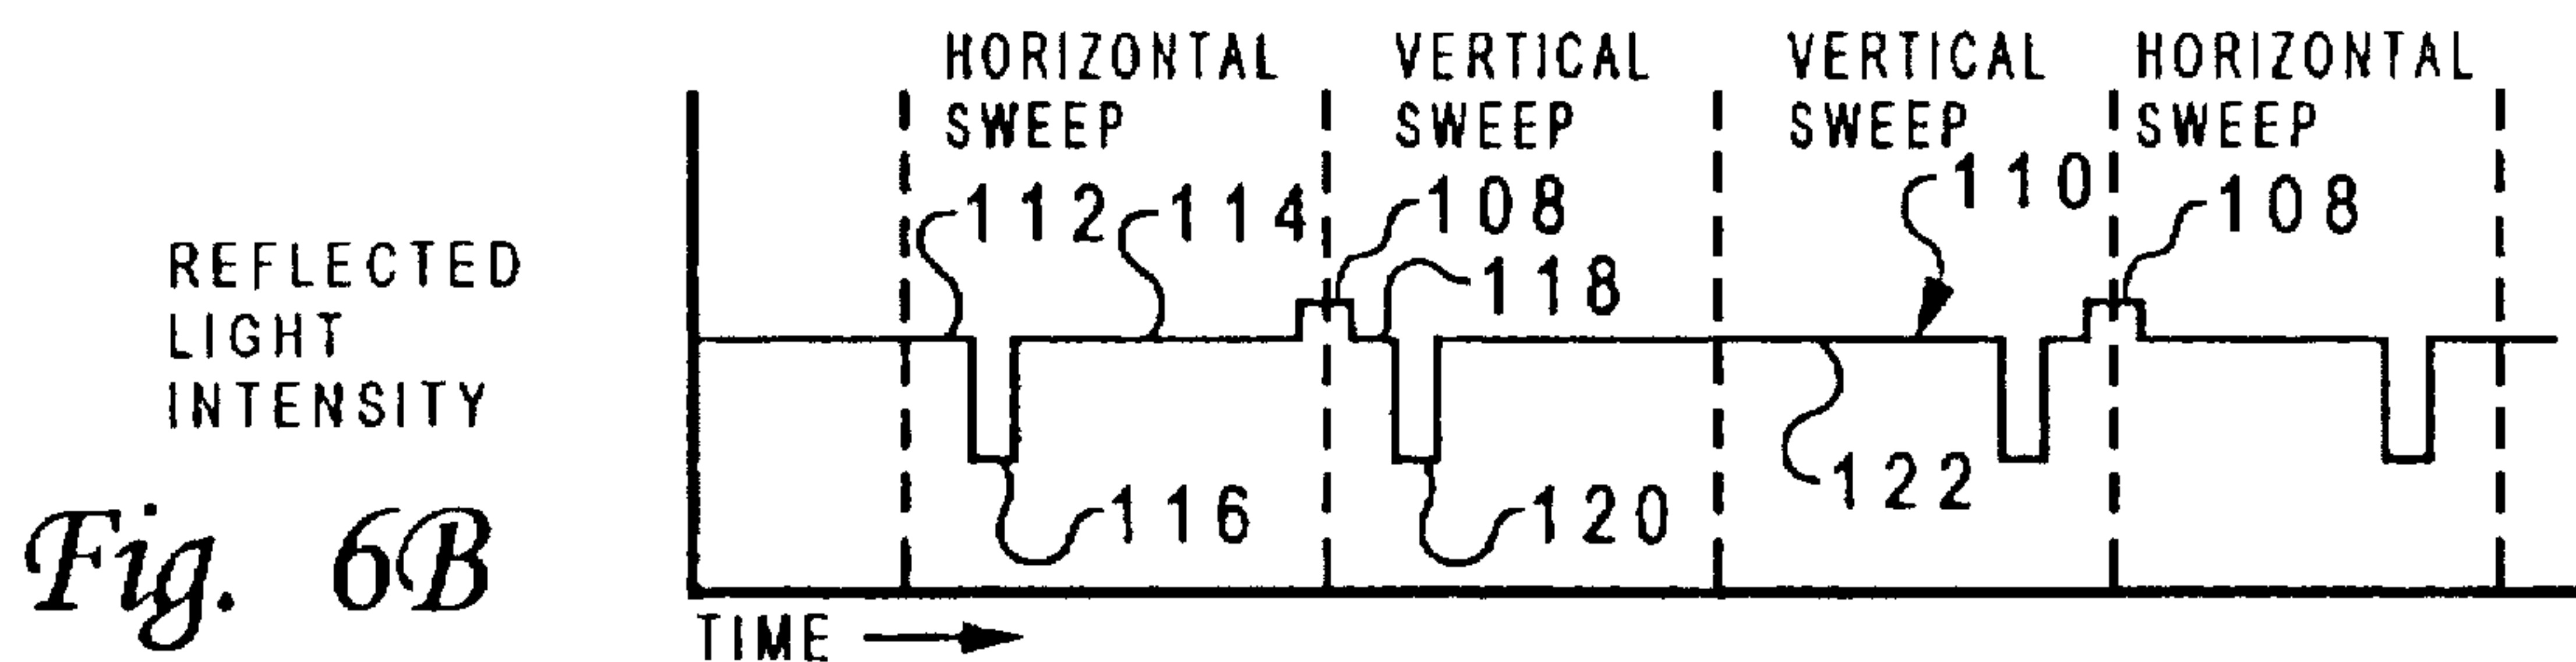 HORIZONTAL
SWEEP
VERTICAL
SWEEP
VERTICAL
SWEEP
HORIZONTAL
SWEEP
112
114
108
118
110
108
REFLECTED
LIGHT
INTENSITY
116
120
122
Fig. 6B
TIME